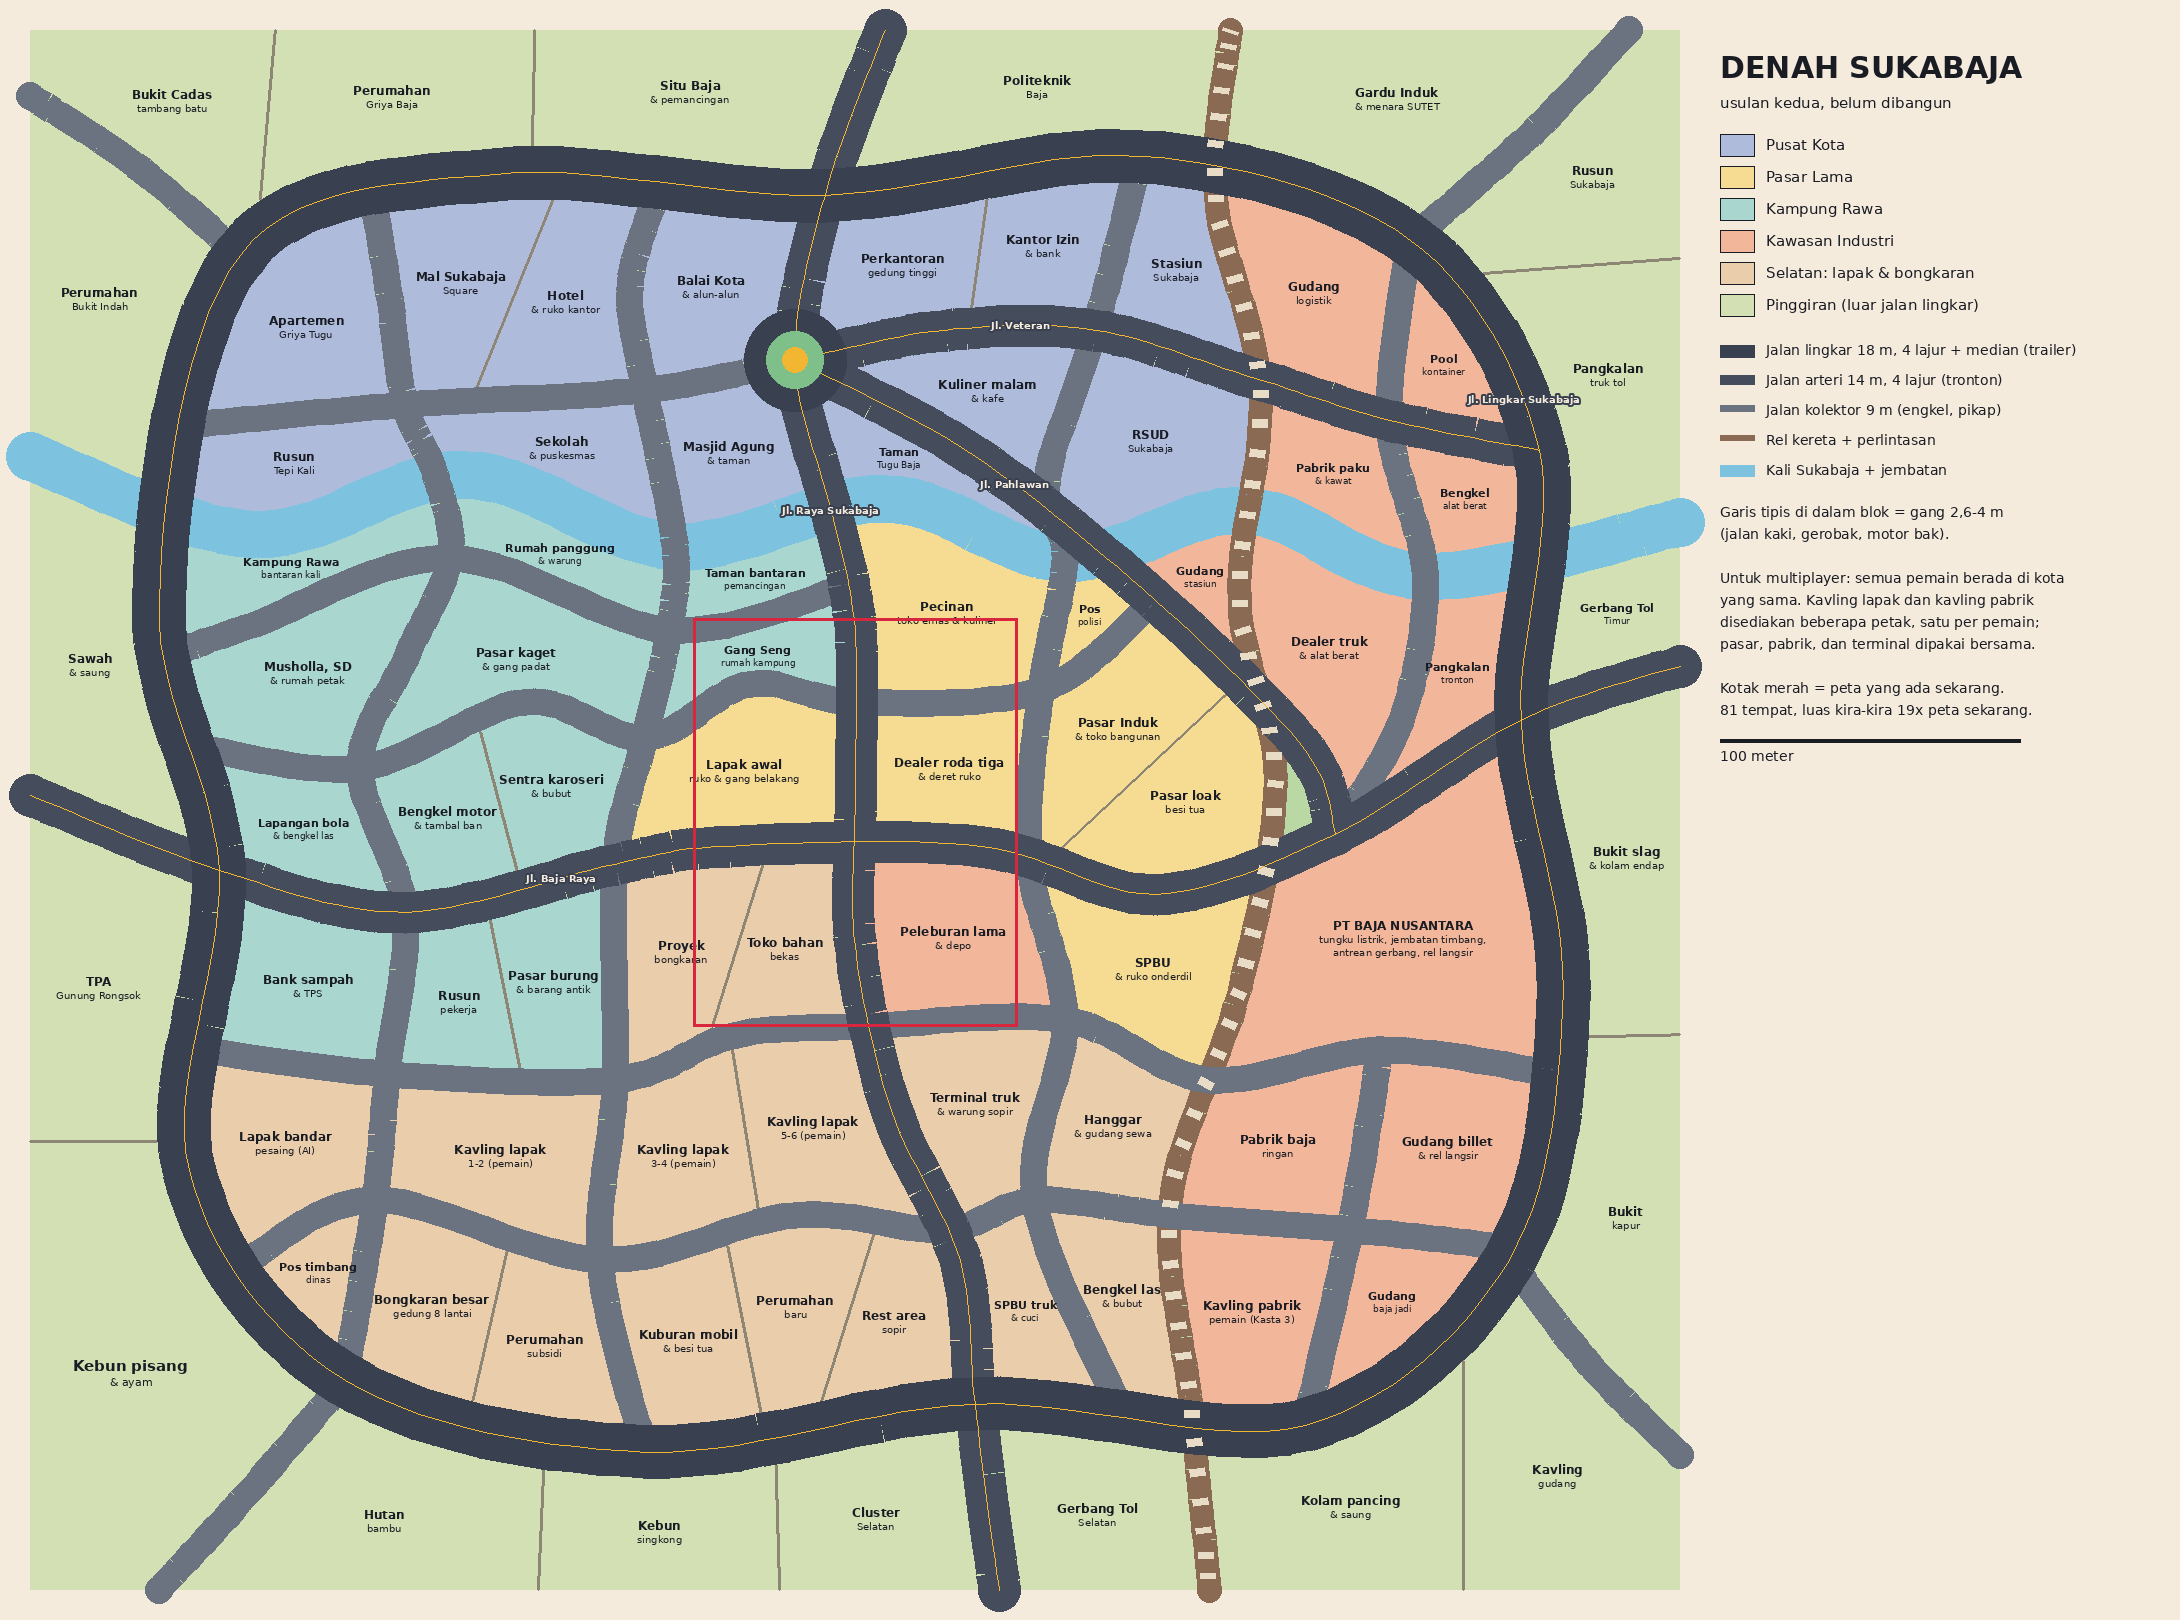 DENAH SUKABAJA
usulan kedua, belum dibangun
Pusat Kota
Pasar Lama
Kampung Rawa
Kawasan Industri
Selatan: lapak & bongkaran
Pinggiran (luar jalan lingkar)
Jalan lingkar 18 m, 4 lajur + median (trailer)
Jalan arteri 14 m, 4 lajur (tronton)
Jalan kolektor 9 m (engkel, pikap)
Rel kereta + perlintasan
Kali Sukabaja + jembatan
Garis tipis di dalam blok = gang 2,6-4 m
(jalan kaki, gerobak, motor bak).
Untuk multiplayer: semua pemain berada di kota
yang sama. Kavling lapak dan kavling pabrik
disediakan beberapa petak, satu per pemain;
pasar, pabrik, dan terminal dipakai bersama.
Kotak merah = peta yang ada sekarang.
81 tempat, luas kira-kira 19x peta sekarang.
100 meter
Bukit Cadas
tambang batu
Perumahan
Griya Baja
Situ Baja
& pemancingan
Politeknik
Baja
Gardu Induk
& menara SUTET
Rusun
Sukabaja
Perumahan
Bukit Indah
Apartemen
Griya Tugu
Mal Sukabaja
Square
Hotel
& ruko kantor
Balai Kota
& alun-alun
Perkantoran
gedung tinggi
Kantor Izin
& bank
Stasiun
Sukabaja
Gudang
logistik
Pool
kontainer
Pangkalan
truk tol
Jl. Veteran
Jl. Lingkar Sukabaja
Kuliner malam
& kafe
Rusun
Tepi Kali
Sekolah
& puskesmas
Masjid Agung
& taman
Taman
Tugu Baja
RSUD
Sukabaja
Pabrik paku
& kawat
Bengkel
alat berat
Jl. Pahlawan
Jl. Raya Sukabaja
Kampung Rawa
bantaran kali
Rumah panggung
& warung
Taman bantaran
pemancingan
Pecinan
toko emas & kuliner
Pos
polisi
Gudang
stasiun
Gerbang Tol
Timur
Sawah
& saung
Musholla, SD
& rumah petak
Pasar kaget
& gang padat
Gang Seng
rumah kampung
Dealer truk
& alat berat
Pangkalan
tronton
Lapak awal
ruko & gang belakang
Dealer roda tiga
& deret ruko
Pasar Induk
& toko bangunan
Pasar loak
besi tua
Sentra karoseri
& bubut
Bengkel motor
& tambal ban
Lapangan bola
& bengkel las
Jl. Baja Raya
Bukit slag
& kolam endap
TPA
Gunung Rongsok
Bank sampah
& TPS
Rusun
pekerja
Pasar burung
& barang antik
Proyek
bongkaran
Toko bahan
bekas
Peleburan lama
& depo
SPBU
& ruko onderdil
PT BAJA NUSANTARA
tungku listrik, jembatan timbang,
antrean gerbang, rel langsir
Lapak bandar
pesaing (AI)
Kavling lapak
1-2 (pemain)
Kavling lapak
3-4 (pemain)
Kavling lapak
5-6 (pemain)
Terminal truk
& warung sopir
Hanggar
& gudang sewa
Pabrik baja
ringan
Gudang billet
& rel langsir
Bukit
kapur
Pos timbang
dinas
Bongkaran besar
gedung 8 lantai
Perumahan
subsidi
Kuburan mobil
& besi tua
Perumahan
baru
Rest area
sopir
SPBU truk
& cuci
Bengkel las
& bubut
Kavling pabrik
pemain (Kasta 3)
Gudang
baja jadi
Kebun pisang
& ayam
Hutan
bambu
Kebun
singkong
Cluster
Selatan
Gerbang Tol
Selatan
Kolam pancing
& saung
Kavling
gudang